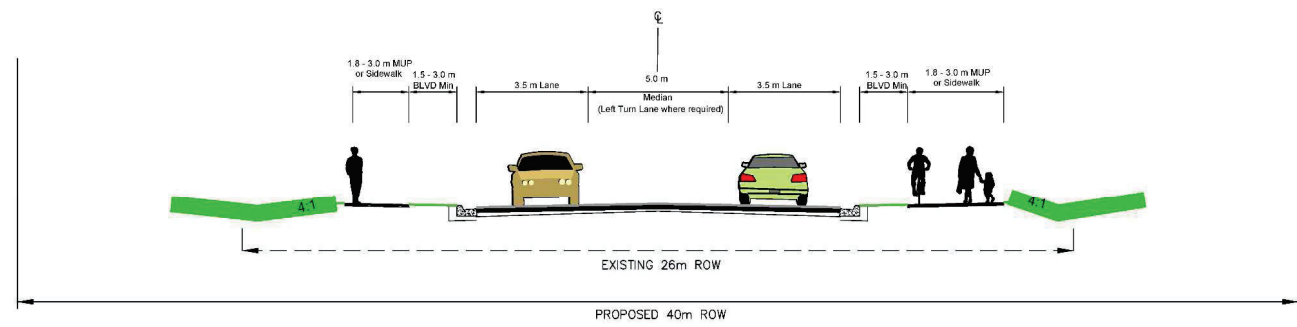 ℄
1.8 - 3.0 m MUP
or Sidewalk
1.5 - 3.0 m
BLVD Min
3.5 m Lane
5.0 m
Median
(Left Turn Lane where required)
3.5 m Lane
1.5 - 3.0 m
BLVD Min
1.8 - 3.0 m MUP
or Sidewalk
4:1
4:1
EXISTING 26m ROW
PROPOSED 40m ROW